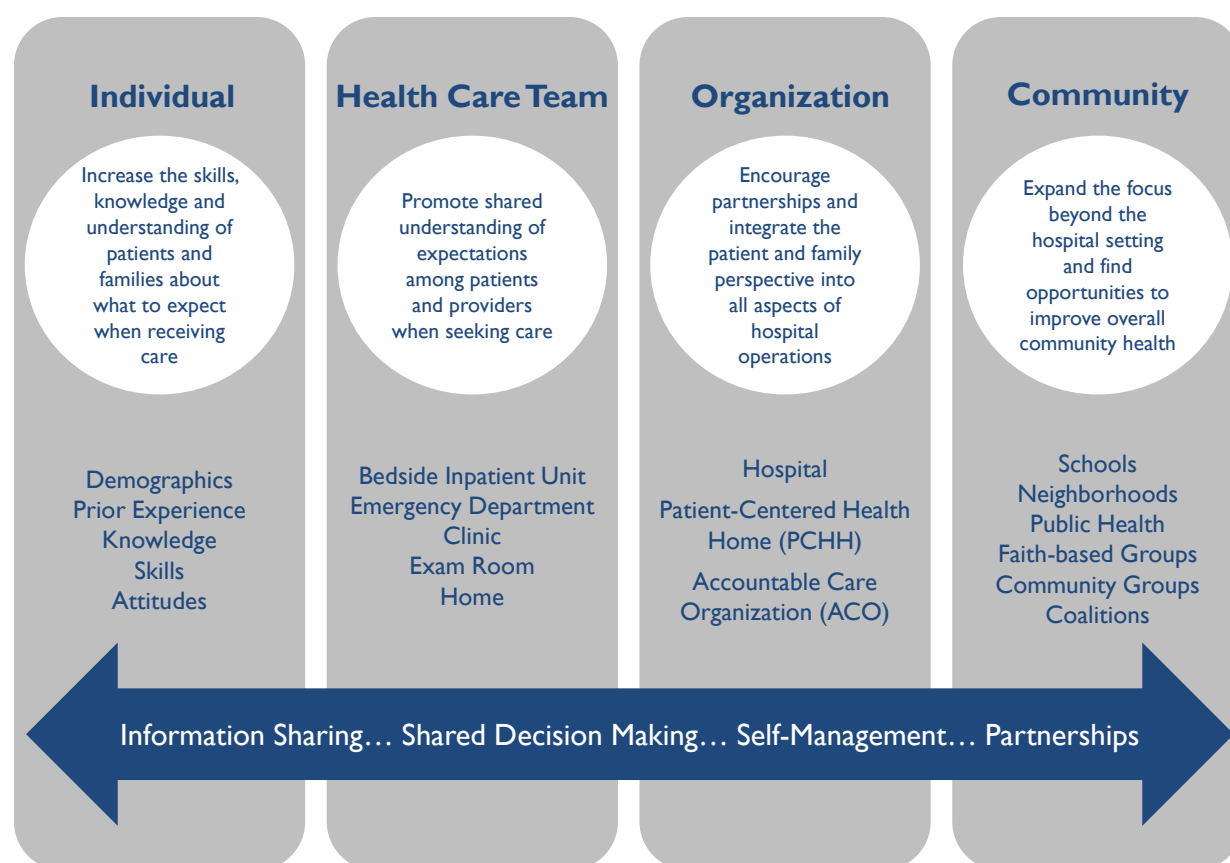 Individual
Increase the skills,
knowledge and
understanding of
patients and
families about
what to expect
when receiving
care
Demographics
Prior Experience
Knowledge
Skills
Attitudes
Health Care Team
Promote shared
understanding of
expectations
among patients
and providers
when seeking care
Bedside Inpatient Unit
Emergency Department
Clinic
Exam Room
Home
Organization
Encourage
partnerships and
integrate the
patient and family
perspective into
all aspects of
hospital
operations
Hospital
Patient-Centered Health
Home (PCHH)
Accountable Care
Organization (ACO)
Community
Expand the focus
beyond the
hospital setting
and find
opportunities to
improve overall
community health
Schools
Neighborhoods
Public Health
Faith-based Groups
Community Groups
Coalitions
Information Sharing… Shared Decision Making… Self-Management… Partnerships